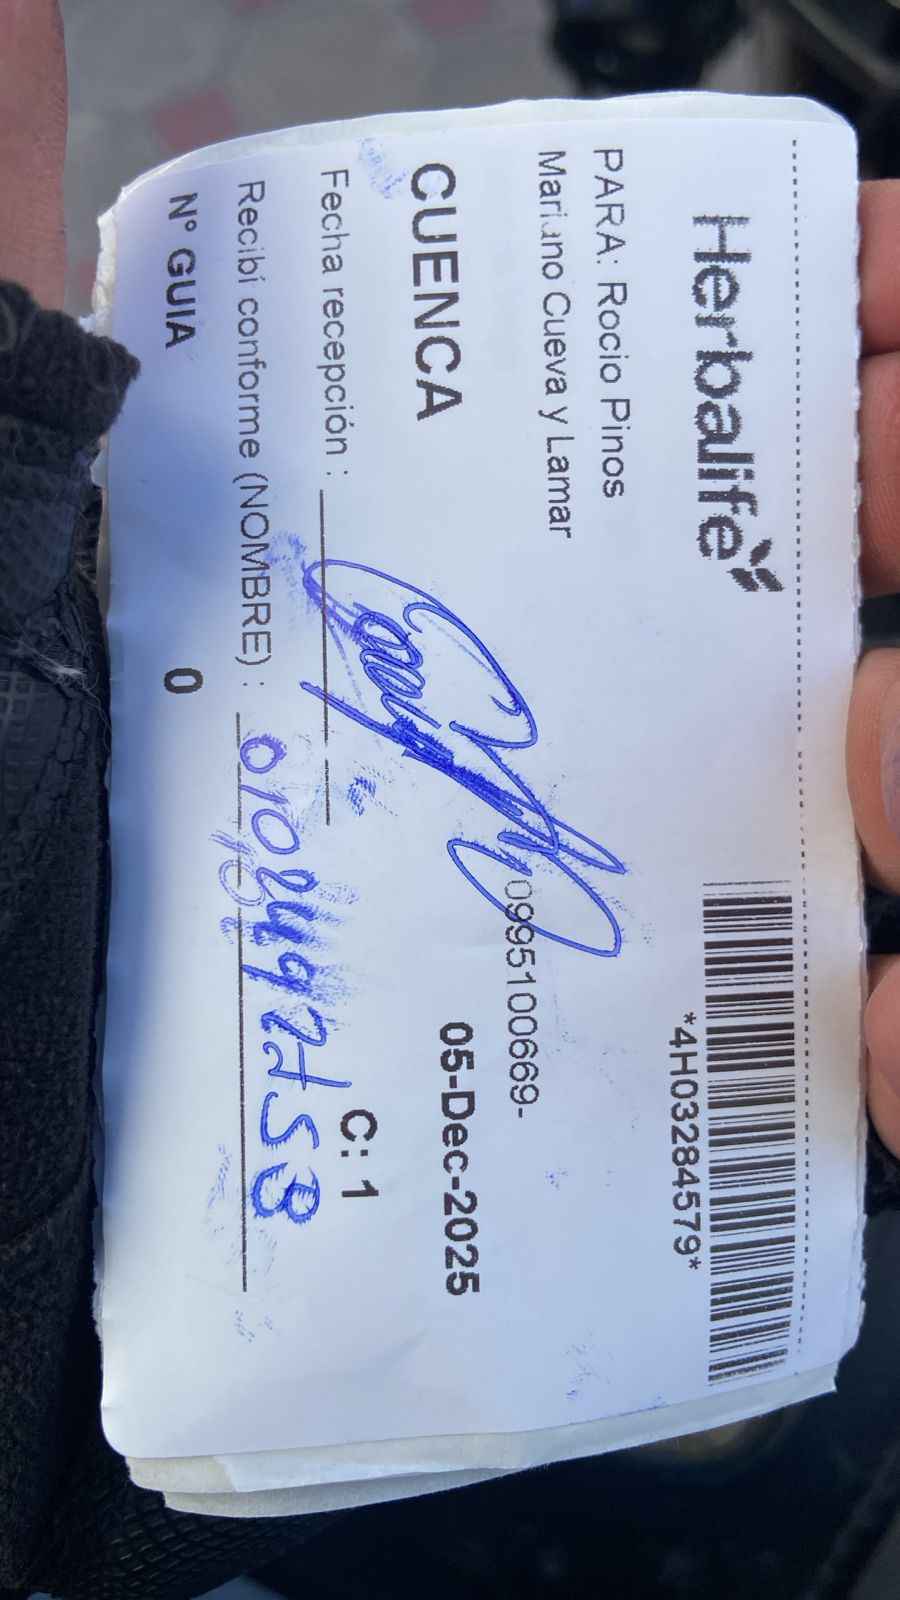 Herbalife
*4H03284579*
PARA: Rocio Pinos
Mariano Cueva y Lamar
0995100669-
CUENCA
05-Dec-2025
Fecha recepción :
C: 1
Recibí conforme (NOMBRE) : 0102497758
N° GUIA 0